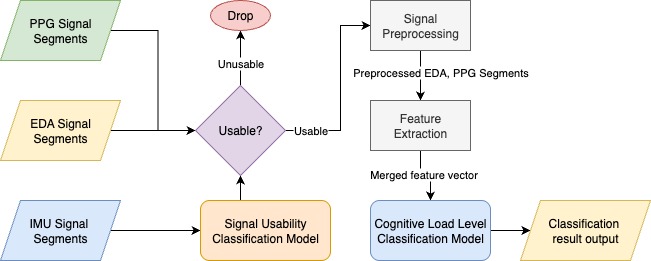 PPG Signal
Segments
Drop
Signal
Preprocessing
Unusable
Preprocessed EDA, PPG Segments
EDA Signal
Segments
Usable?
Usable
Feature
Extraction
Merged feature vector
IMU Signal
Segments
Signal Usability
Classification Model
Cognitive Load Level
Classification Model
Classification
result output